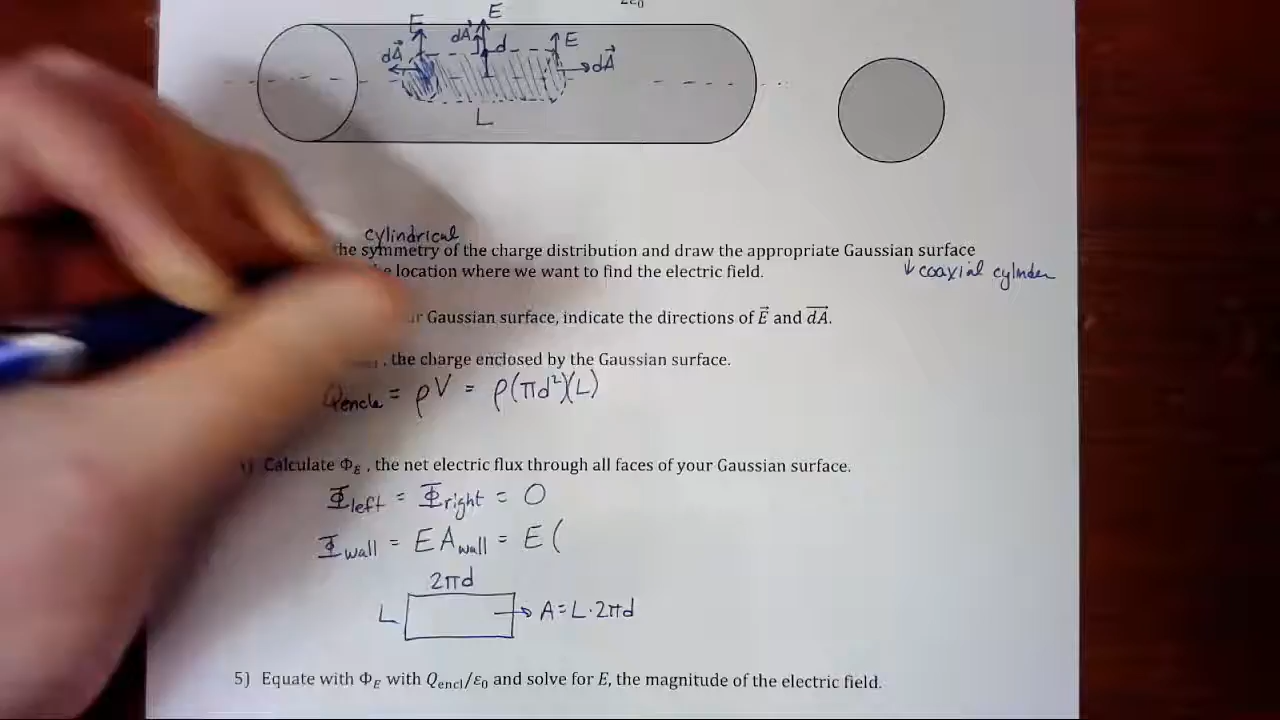 2ε₀
E E
dA⃗ dA⃗ d E
dA⃗
L
cylindrical
he symmetry of the charge distribution and draw the appropriate Gaussian surface
location where we want to find the electric field. ↓ coaxial cylinder
r Gaussian surface, indicate the directions of E⃗ and dA⃗.
, the charge enclosed by the Gaussian surface.
Qencle = ρV = ρ(πd²)(L)
) Calculate Φ_E , the net electric flux through all faces of your Gaussian surface.
Φleft = Φright = 0
Φwall = E Awall = E (
2πd
L → A = L·2πd
5) Equate with Φ_E with Qencl/ε₀ and solve for E, the magnitude of the electric field.